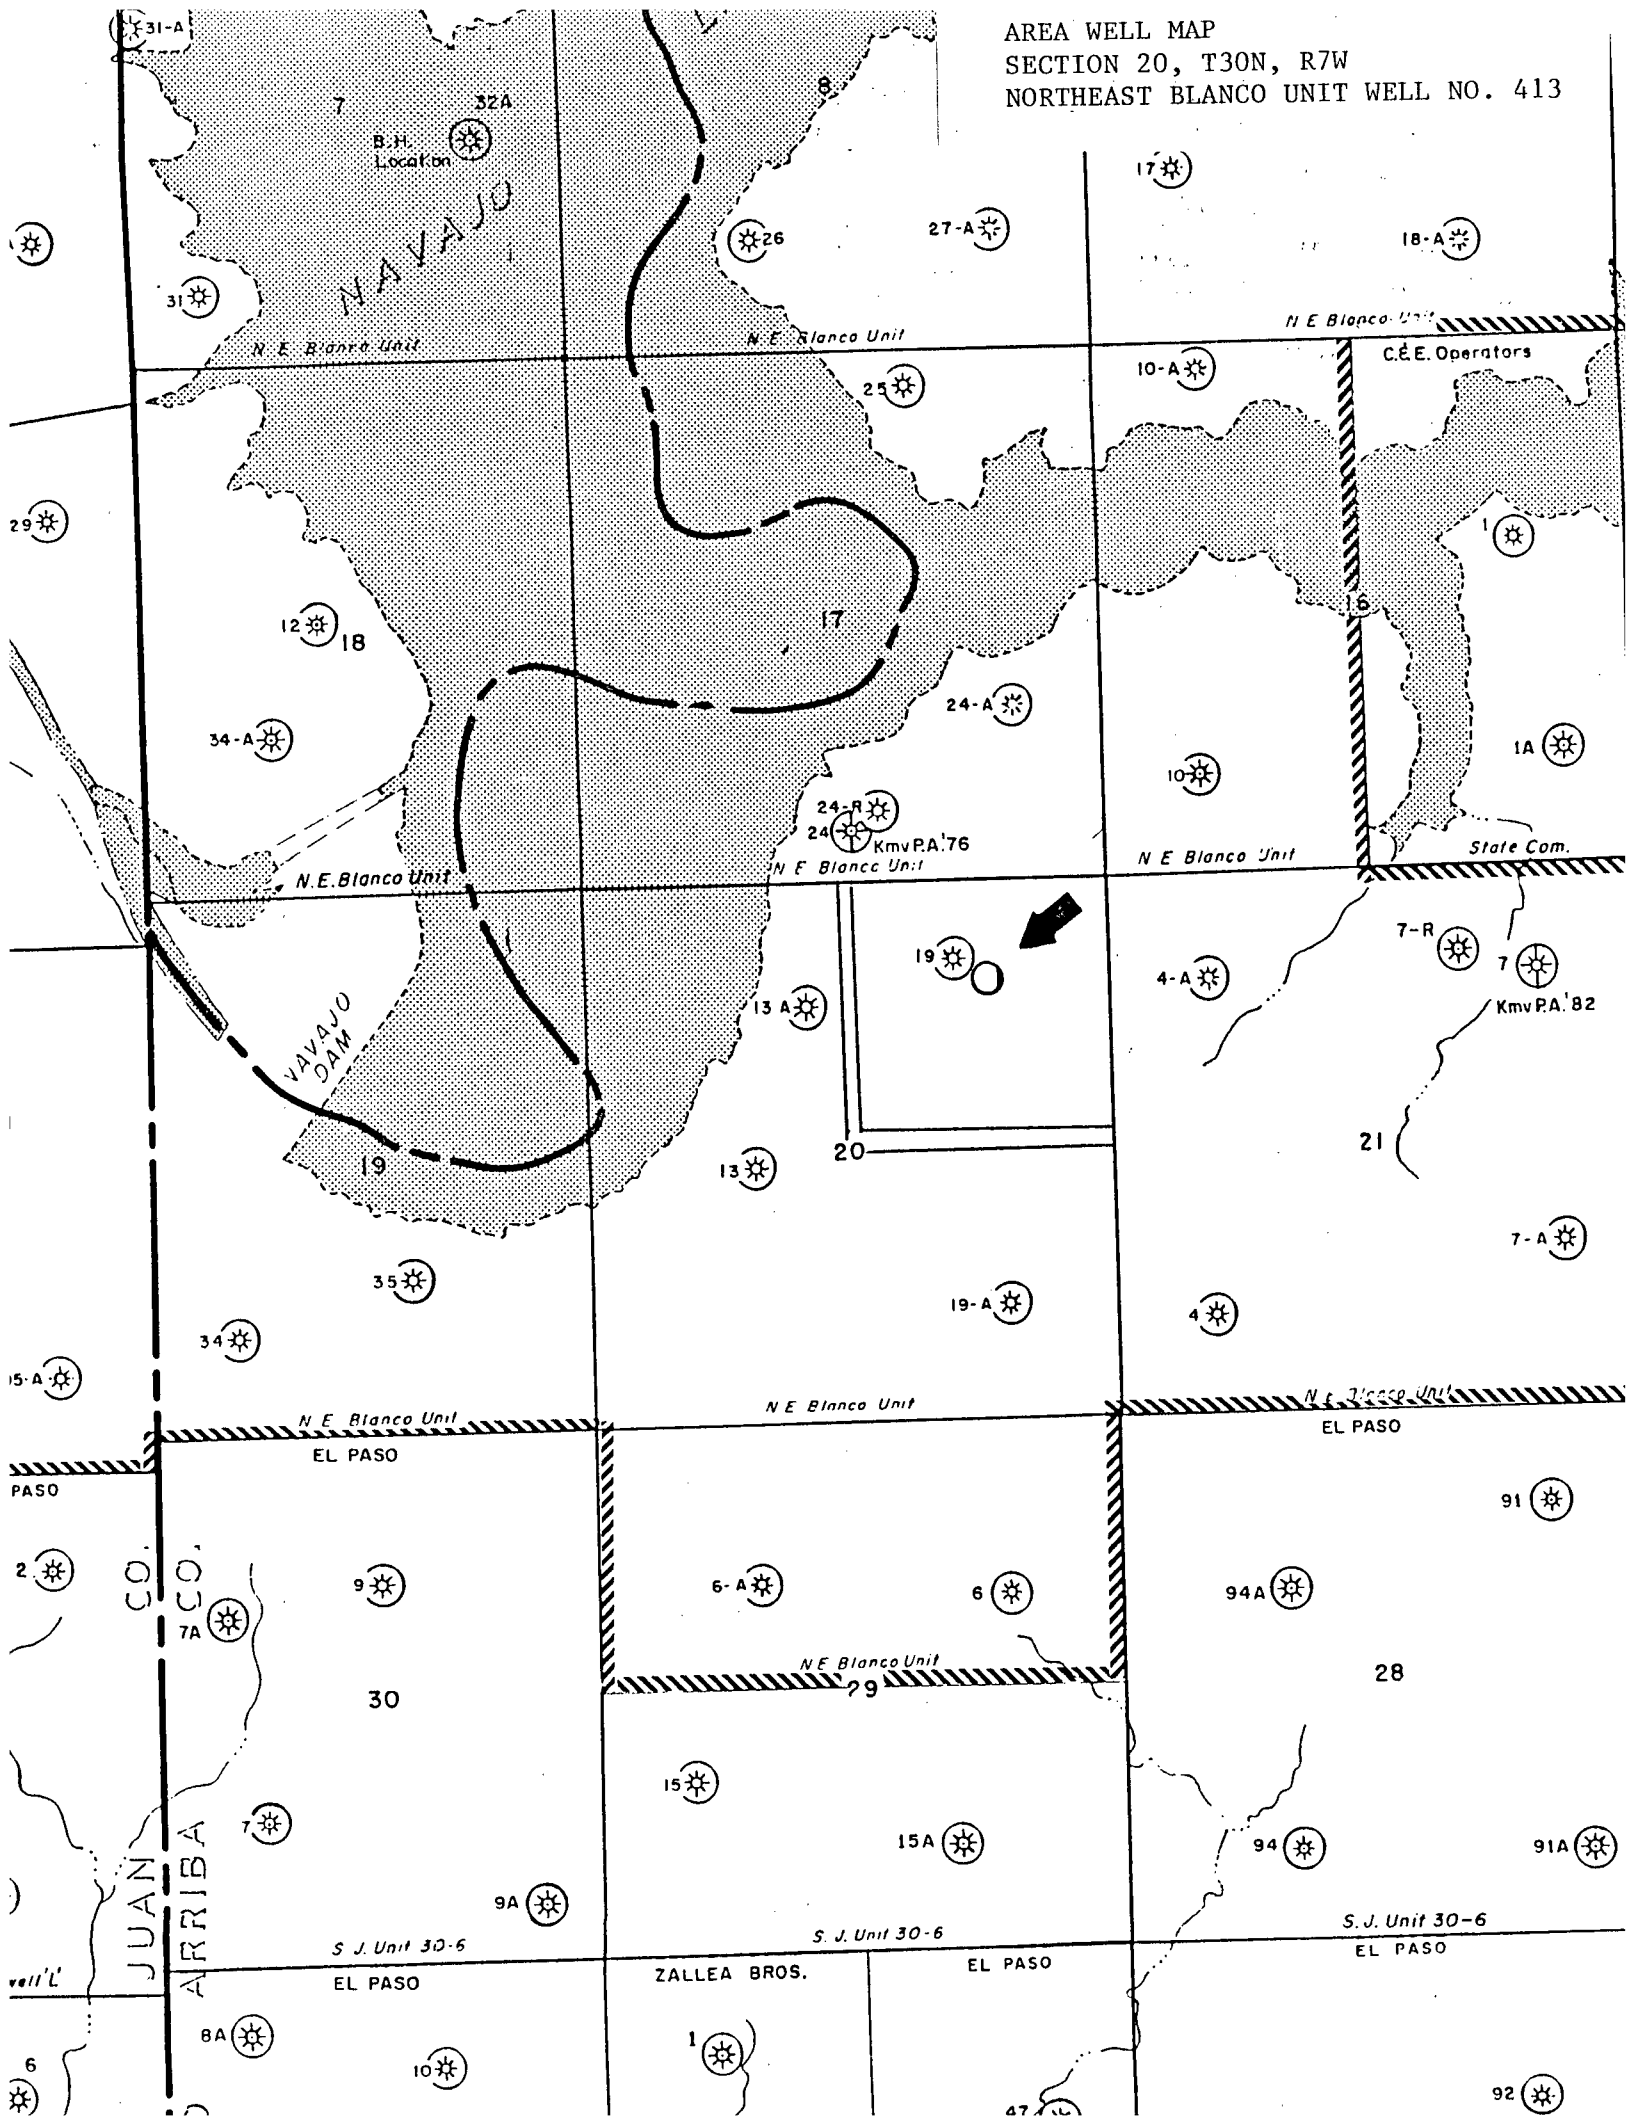 AREA WELL MAP
SECTION 20, T30N, R7W
NORTHEAST BLANCO UNIT WELL NO. 413
31-A
7
32A
8
B.H.
Location
17
NAVAJO
26
27-A
18-A
31
N E Blanco Unit
N E Blanco Unit
N E Blanco Unit
C.&E. Operators
25
10-A
29
1
12
18
17
16
24-A
34-A
1A
10
24-R
24
Kmv P.A.'76
N.E. Blanco Unit
N E Blanco Unit
N E Blanco Unit
State Com.
19
7-R
7
4-A
Kmv P.A.'82
13 A
VAVAJO
DAM
19
13
20
21
7-A
35
19-A
4
34
15-A
N E Blanco Unit
N E Blanco Unit
N E Blanco Unit
EL PASO
EL PASO
PASO
91
2
CO.
CO.
9
6-A
6
94A
7A
N E Blanco Unit
30
29
28
15
7
15A
94
91A
JUAN
ARRIBA
9A
S. J. Unit 30-6
S. J. Unit 30-6
S. J. Unit 30-6
EL PASO
ZALLEA BROS.
EL PASO
EL PASO
well 'L'
8A
1
6
10
47
92